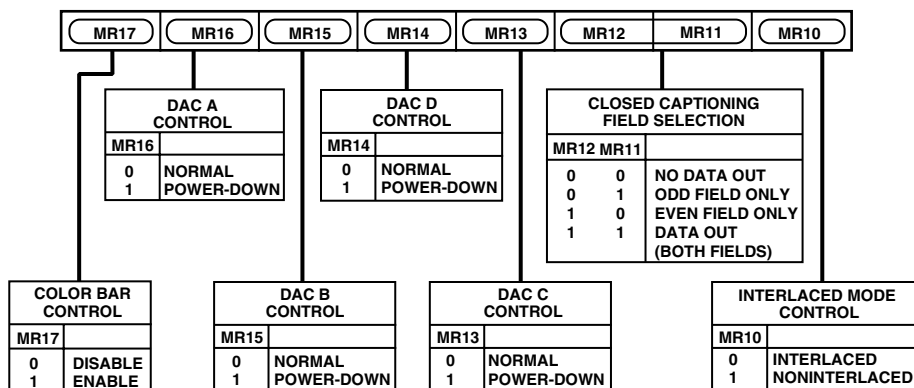 MR17 MR16 MR15 MR14 MR13 MR12 MR11 MR10
DAC A
CONTROL
MR16
0 NORMAL
1 POWER-DOWN
DAC D
CONTROL
MR14
0 NORMAL
1 POWER-DOWN
CLOSED CAPTIONING
FIELD SELECTION
MR12 MR11
0 0 NO DATA OUT
0 1 ODD FIELD ONLY
1 0 EVEN FIELD ONLY
1 1 DATA OUT
(BOTH FIELDS)
COLOR BAR
CONTROL
MR17
0 DISABLE
1 ENABLE
DAC B
CONTROL
MR15
0 NORMAL
1 POWER-DOWN
DAC C
CONTROL
MR13
0 NORMAL
1 POWER-DOWN
INTERLACED MODE
CONTROL
MR10
0 INTERLACED
1 NONINTERLACED